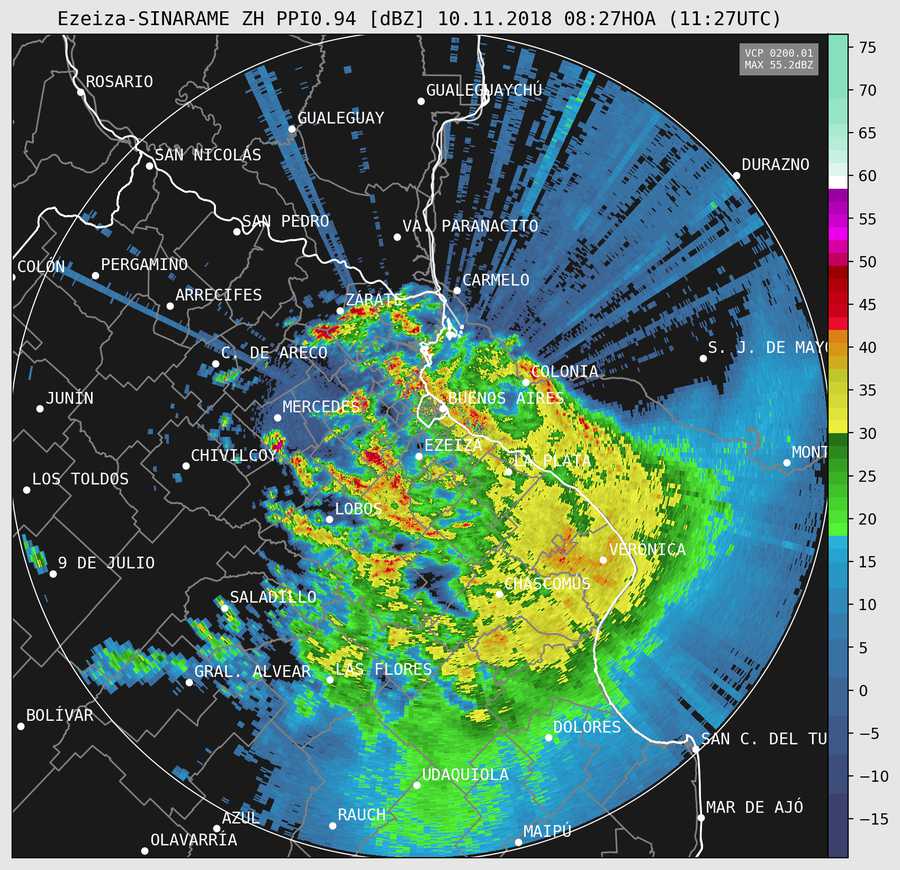 Ezeiza-SINARAME ZH PPI0.94 [dBZ] 10.11.2018 08:27HOA (11:27UTC)
VCP 0200.01
MAX 55.2dBZ
ROSARIO
GUALEGUAYCHÚ
GUALEGUAY
SAN NICOLÁS
DURAZNO
SAN PEDRO
VA. PARANACITO
COLÓN
PERGAMINO
CARMELO
ARRECIFES
ZÁRATE
C. DE ARECO
S. J. DE MAYO
COLONIA
JUNÍN
MERCEDES
BUENOS AIRES
EZEIZA
CHIVILCOY
LA PLATA
MONT
LOS TOLDOS
LOBOS
VERÓNICA
9 DE JULIO
CHASCOMÚS
SALADILLO
GRAL. ALVEAR
LAS FLORES
BOLÍVAR
DOLORES
SAN C. DEL TU
UDAQUIOLA
MAR DE AJÓ
RAUCH
AZUL
MAIPÚ
OLAVARRÍA
75
70
65
60
55
50
45
40
35
30
25
20
15
10
5
0
−5
−10
−15